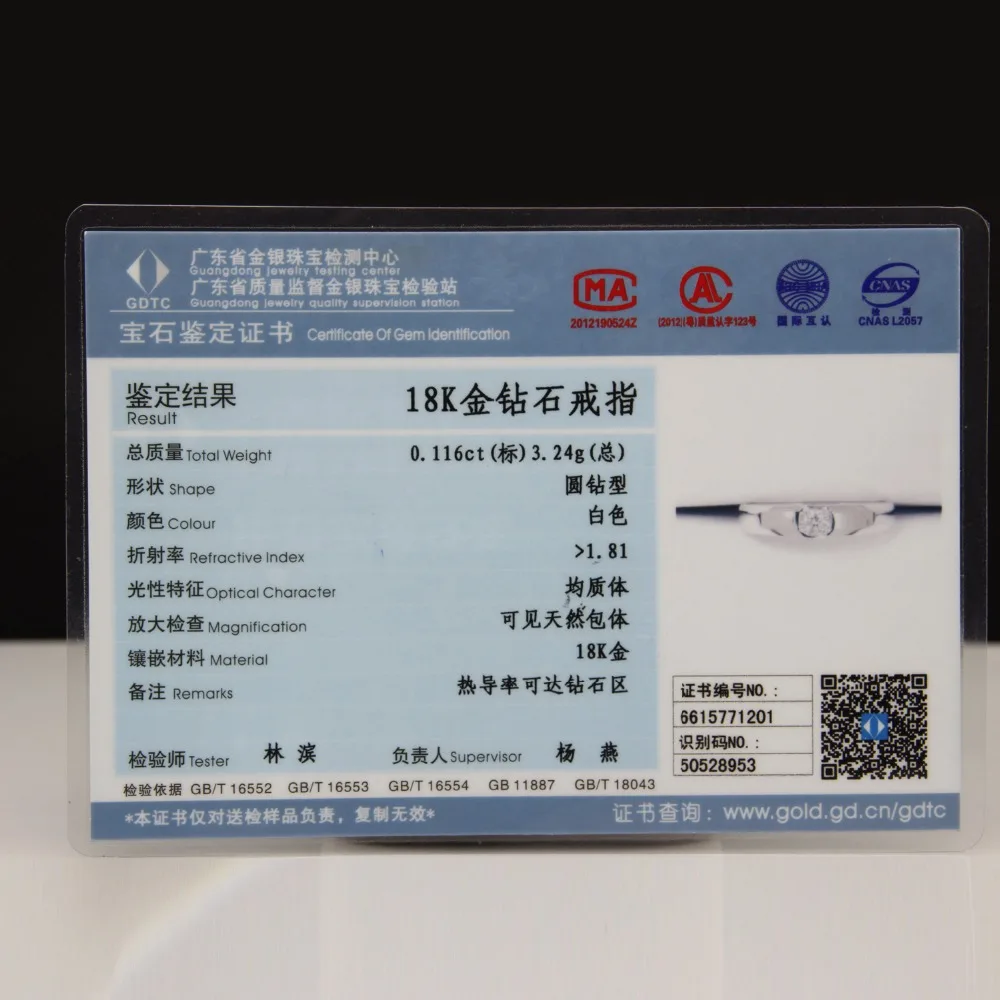 GDTC
广东省金银珠宝检测中心
Guangdong jewelry testing center
广东省质量监督金银珠宝检验站
Guangdong jewelry quality supervision station
宝石鉴定证书 Certificate Of Gem Identification
MA
2012190524Z
AL
(2012)(粤)质监认字123号
国际互认
CNAS
检测
CNAS L2057
鉴定结果 18K金钻石戒指
Result
总质量 Total Weight 0.116ct(标)3.24g(总)
形状 Shape 圆钻型
颜色 Colour 白色
折射率 Refractive Index >1.81
光性特征 Optical Character 均质体
放大检查 Magnification 可见天然包体
镶嵌材料 Material 18K金
备注 Remarks 热导率可达钻石区
检验师 Tester 林滨 负责人 Supervisor 杨燕
检验依据 GB/T 16552 GB/T 16553 GB/T 16554 GB 11887 GB/T 18043
证书编号NO.:
6615771201
识别码NO.:
50528953
*本证书仅对送检样品负责，复制无效* 证书查询：www.gold.gd.cn/gdtc